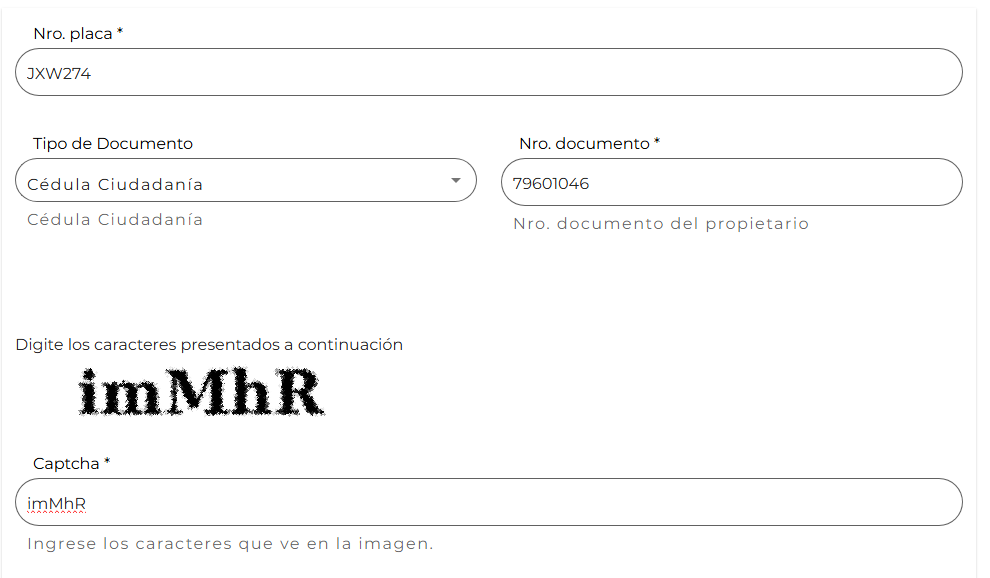 Nro. placa *
JXW274
Tipo de Documento
Nro. documento *
Cédula Ciudadanía
79601046
Cédula Ciudadanía
Nro. documento del propietario
Digite los caracteres presentados a continuación
imMhR
Captcha *
imMhR
Ingrese los caracteres que ve en la imagen.